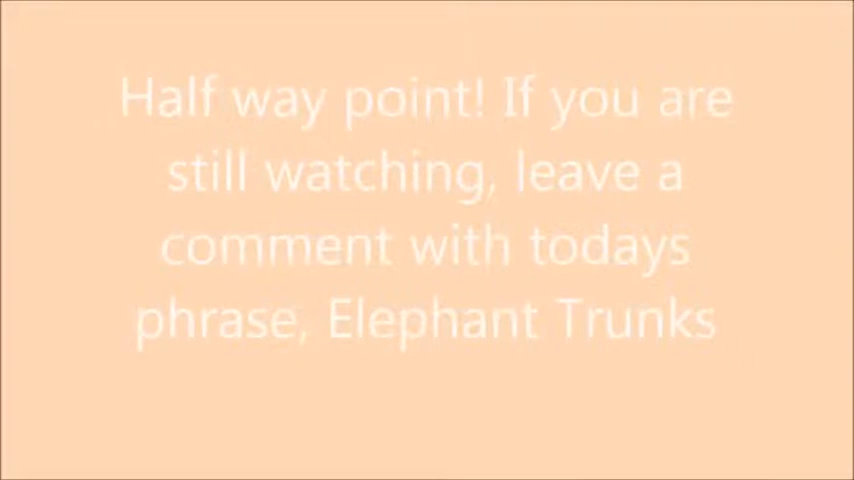 Half way point! If you are
still watching, leave a
comment with todays
phrase, Elephant Trunks